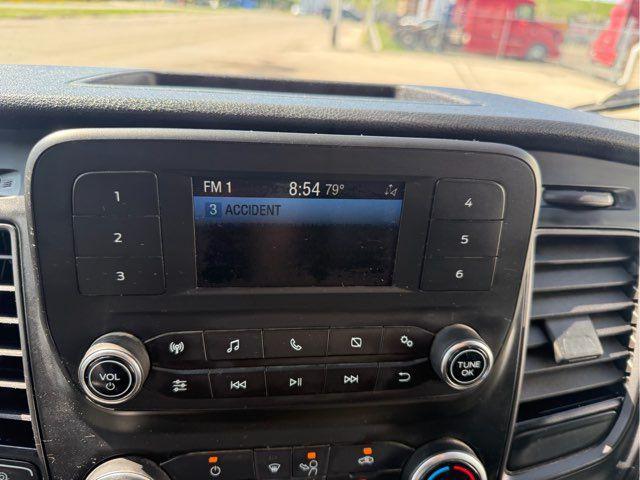 FM 1 8:54 79°
3 ACCIDENT
1
2
3
4
5
6
VOL
TUNE
OK